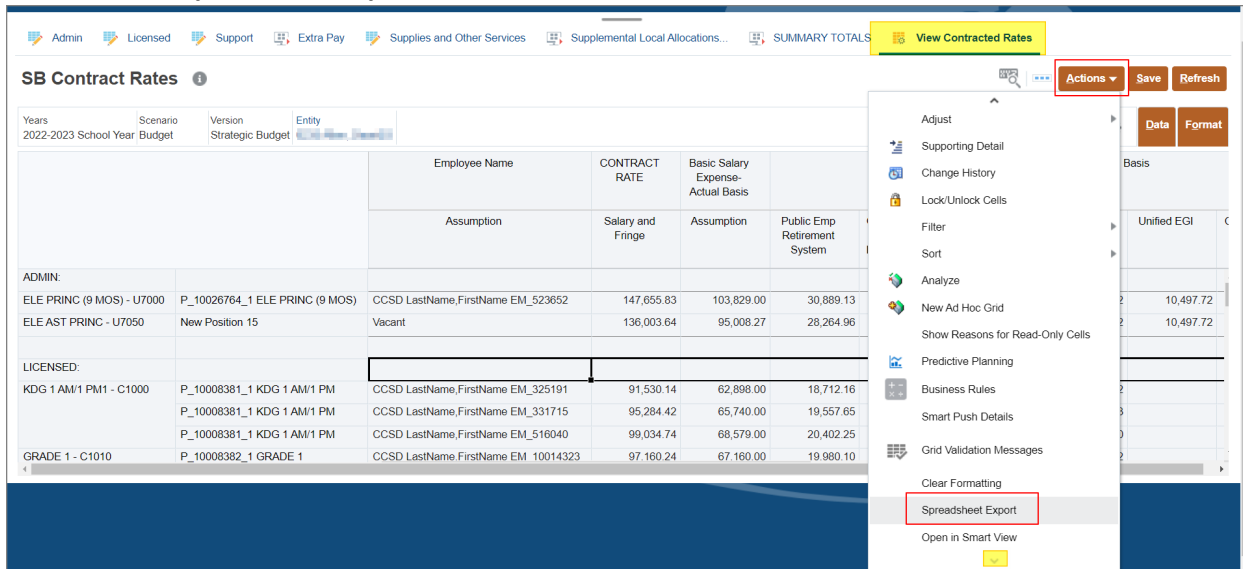 Admin Licensed Support Extra Pay Supplies and Other Services Supplemental Local Allocations... SUMMARY TOTALS View Contracted Rates
SB Contract Rates
Actions Save Refresh
Years Scenario Version Entity
2022-2023 School Year Budget Strategic Budget
Data Format
Adjust
Supporting Detail
Change History
Lock/Unlock Cells
Filter
Sort
Analyze
New Ad Hoc Grid
Show Reasons for Read-Only Cells
Predictive Planning
Business Rules
Smart Push Details
Grid Validation Messages
Clear Formatting
Spreadsheet Export
Open in Smart View
Employee Name CONTRACT Basic Salary Basis
RATE Expense-
Actual Basis
Assumption Salary and Assumption Public Emp Unified EGI
Fringe Retirement
System
ADMIN:
ELE PRINC (9 MOS) - U7000 P_10026764_1 ELE PRINC (9 MOS) CCSD LastName,FirstName EM_523652 147,655.83 103,829.00 30,889.13 10,497.72
ELE AST PRINC - U7050 New Position 15 Vacant 136,003.64 95,008.27 28,264.96 10,497.72
LICENSED:
KDG 1 AM/1 PM1 - C1000 P_10008381_1 KDG 1 AM/1 PM CCSD LastName,FirstName EM_325191 91,530.14 62,898.00 18,712.16
P_10008381_1 KDG 1 AM/1 PM CCSD LastName,FirstName EM_331715 95,284.42 65,740.00 19,557.65
P_10008381_1 KDG 1 AM/1 PM CCSD LastName,FirstName EM_516040 99,034.74 68,579.00 20,402.25
GRADE 1 - C1010 P_10008382_1 GRADE 1 CCSD LastName,FirstName EM_10014323 97,160.24 67,160.00 19,980.10